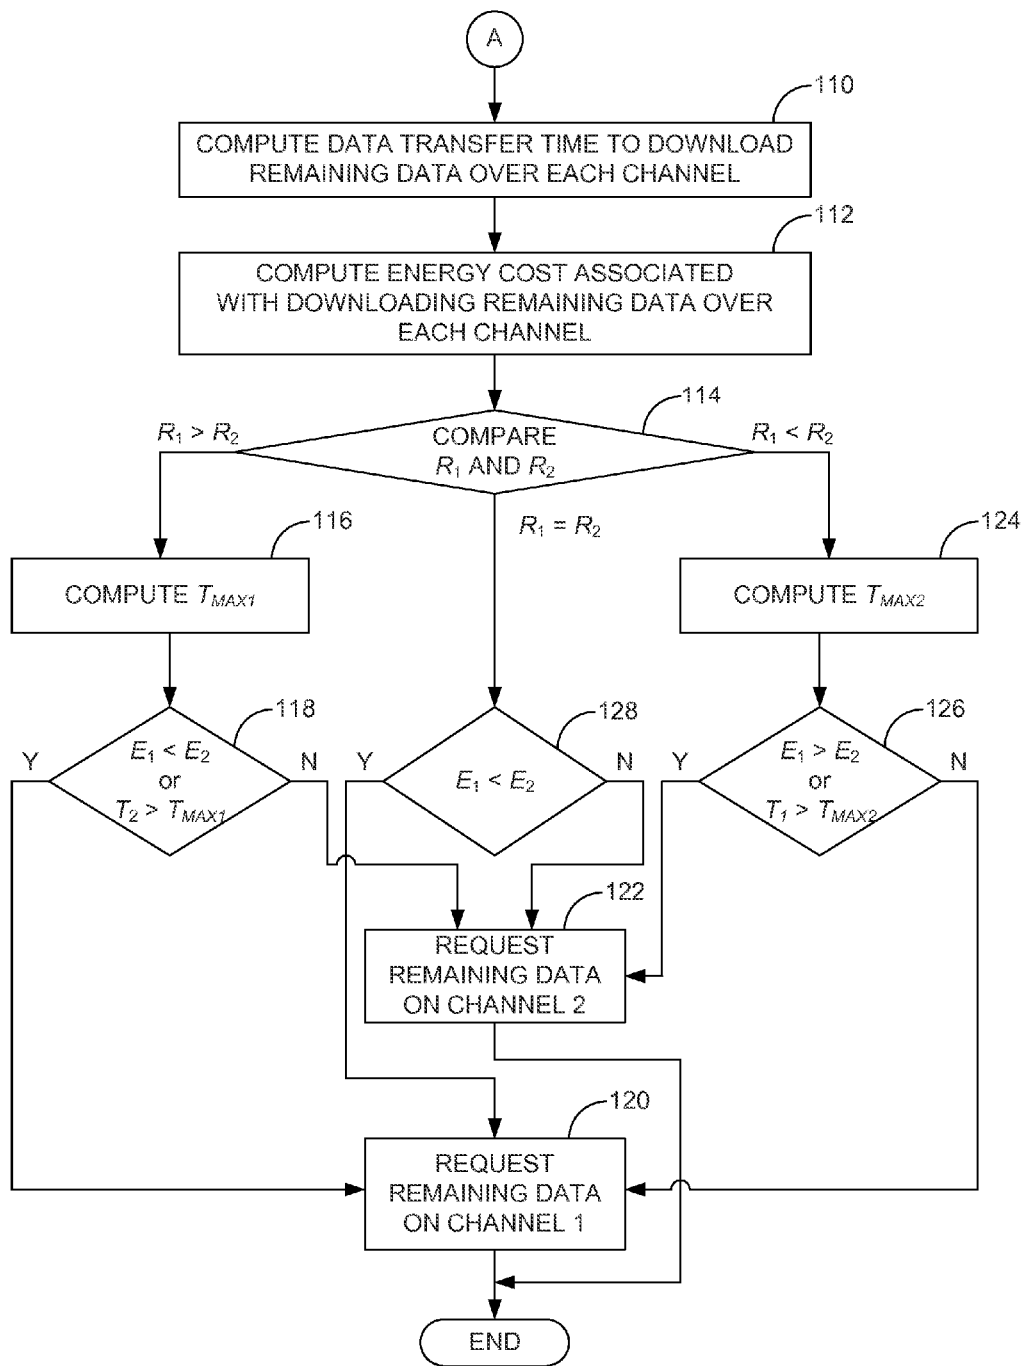 A
110
COMPUTE DATA TRANSFER TIME TO DOWNLOAD
REMAINING DATA OVER EACH CHANNEL
112
COMPUTE ENERGY COST ASSOCIATED
WITH DOWNLOADING REMAINING DATA OVER
EACH CHANNEL
114
R1 > R2
COMPARE
R1 AND R2
R1 < R2
R1 = R2
116
COMPUTE TMAX1
124
COMPUTE TMAX2
118
Y
E1 < E2
or
T2 > TMAX1
N
128
Y
E1 < E2
N
126
Y
E1 > E2
or
T1 > TMAX2
N
122
REQUEST
REMAINING DATA
ON CHANNEL 2
120
REQUEST
REMAINING DATA
ON CHANNEL 1
END